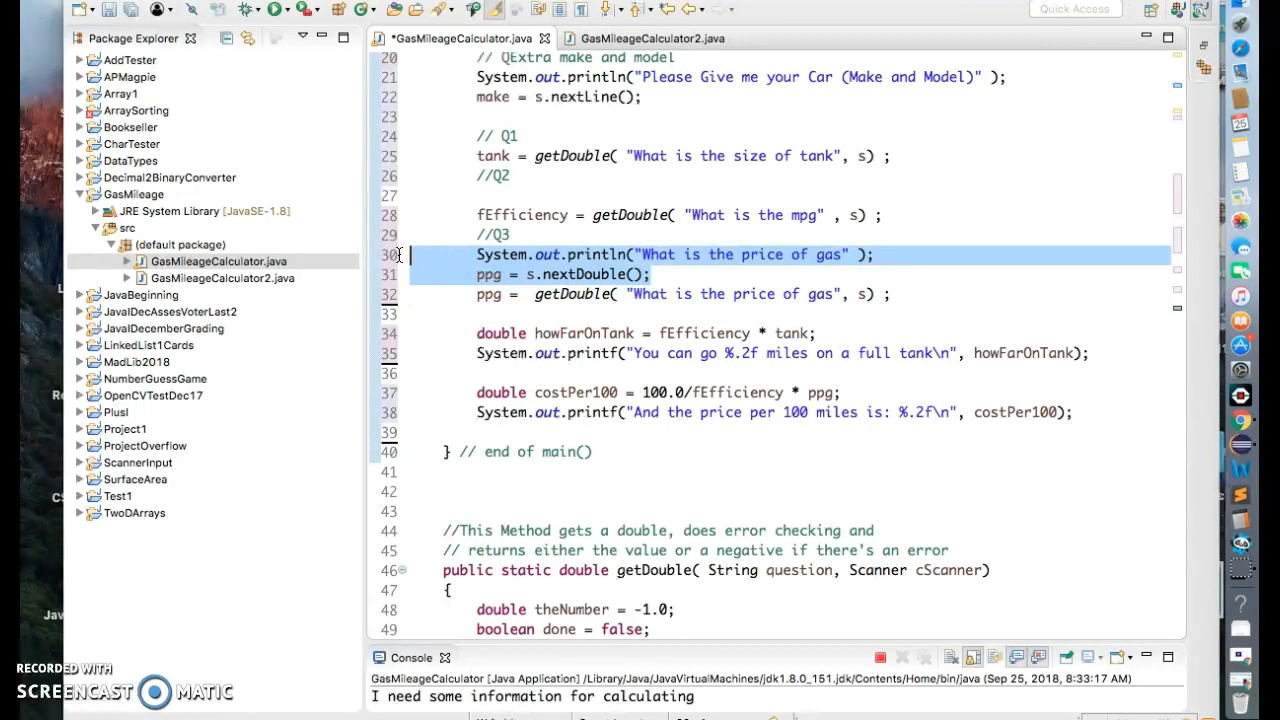 Quick Access
Package Explorer
*GasMileageCalculator.java
GasMileageCalculator2.java
AddTester
APMagpie
Array1
ArraySorting
Bookseller
CharTester
DataTypes
Decimal2BinaryConverter
GasMileage
JRE System Library [JavaSE-1.8]
src
(default package)
GasMileageCalculator.java
GasMileageCalculator2.java
JavaBeginning
JavaDecAssesVoterLast2
JavaDecemberGrading
LinkedList1Cards
MadLib2018
NumberGuessGame
OpenCVTestDec17
PlusI
Project1
ProjectOverflow
ScannerInput
SurfaceArea
Test1
TwoDArrays
20 // QExtra make and model
21 System.out.println("Please Give me your Car (Make and Model)" );
22 make = s.nextLine();
23
24 // Q1
25 tank = getDouble( "What is the size of tank", s) ;
26 //Q2
27
28 fEfficiency = getDouble( "What is the mpg" , s) ;
29 //Q3
30 System.out.println("What is the price of gas" );
31 ppg = s.nextDouble();
32 ppg =  getDouble( "What is the price of gas", s) ;
33
34 double howFarOnTank = fEfficiency * tank;
35 System.out.printf("You can go %.2f miles on a full tank\n", howFarOnTank);
36
37 double costPer100 = 100.0/fEfficiency * ppg;
38 System.out.printf("And the price per 100 miles is: %.2f\n", costPer100);
39
40 } // end of main()
41
42
43
44 //This Method gets a double, does error checking and
45 // returns either the value or a negative if there's an error
46 public static double getDouble( String question, Scanner cScanner)
47 {
48 double theNumber = -1.0;
49 boolean done = false;
Console
GasMileageCalculator [Java Application] /Library/Java/JavaVirtualMachines/jdk1.8.0_151.jdk/Contents/Home/bin/java (Sep 25, 2018, 8:33:17 AM)
I need some information for calculating
RECORDED WITH
SCREENCAST MATIC
25